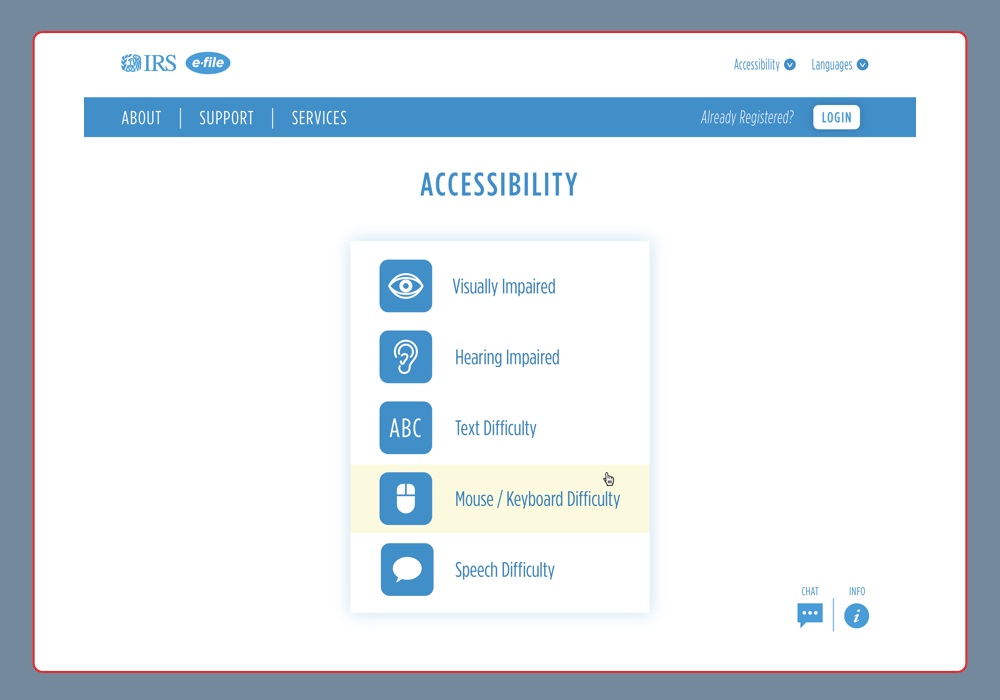 IRS e-file
Accessibility Languages
ABOUT SUPPORT SERVICES Already Registered? LOGIN
ACCESSIBILITY
Visually Impaired
Hearing Impaired
ABC Text Difficulty
Mouse / Keyboard Difficulty
Speech Difficulty
CHAT INFO
i